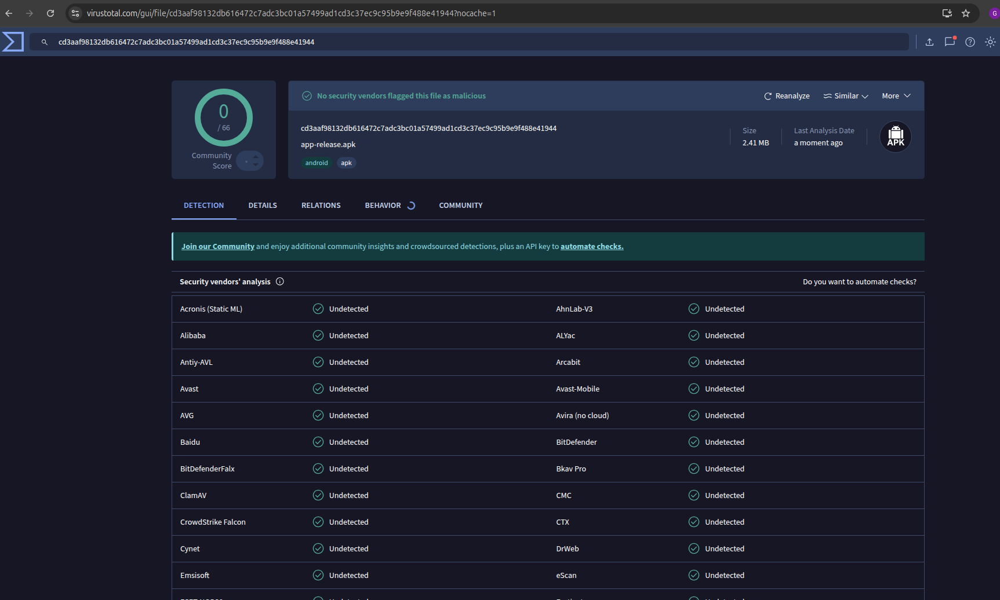 virustotal.com/gui/file/cd3aaf98132db616472c7adc3bc01a57499ad1cd3c37ec9c95b9e9f488e41944?nocache=1
G
cd3aaf98132db616472c7adc3bc01a57499ad1cd3c37ec9c95b9e9f488e41944
0
/ 66
Community
Score
No security vendors flagged this file as malicious
Reanalyze
Similar
More
cd3aaf98132db616472c7adc3bc01a57499ad1cd3c37ec9c95b9e9f488e41944
app-release.apk
android
apk
Size
2.41 MB
Last Analysis Date
a moment ago
APK
DETECTION
DETAILS
RELATIONS
BEHAVIOR
COMMUNITY
Join our Community and enjoy additional community insights and crowdsourced detections, plus an API key to automate checks.
Security vendors' analysis
Do you want to automate checks?
Acronis (Static ML) Undetected AhnLab-V3 Undetected
Alibaba Undetected ALYac Undetected
Antiy-AVL Undetected Arcabit Undetected
Avast Undetected Avast-Mobile Undetected
AVG Undetected Avira (no cloud) Undetected
Baidu Undetected BitDefender Undetected
BitDefenderFalx Undetected Bkav Pro Undetected
ClamAV Undetected CMC Undetected
CrowdStrike Falcon Undetected CTX Undetected
Cynet Undetected DrWeb Undetected
Emsisoft Undetected eScan Undetected